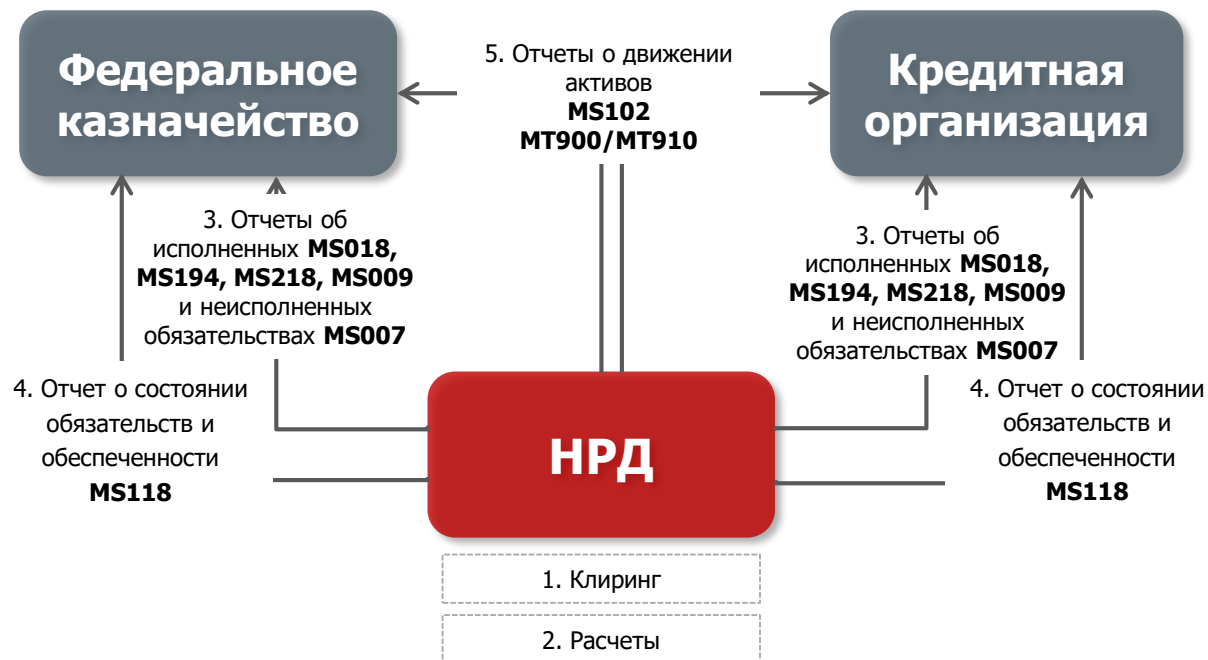 Федеральное
казначейство
5. Отчеты о движении
активов
MS102
MT900/MT910
Кредитная
организация
3. Отчеты об
исполненных MS018,
MS194, MS218, MS009
и неисполненных
обязательствах MS007
3. Отчеты об
исполненных MS018,
MS194, MS218, MS009
и неисполненных
обязательствах MS007
4. Отчет о состоянии
обязательств и
обеспеченности
MS118
НРД
4. Отчет о состоянии
обязательств и
обеспеченности
MS118
1. Клиринг
2. Расчеты